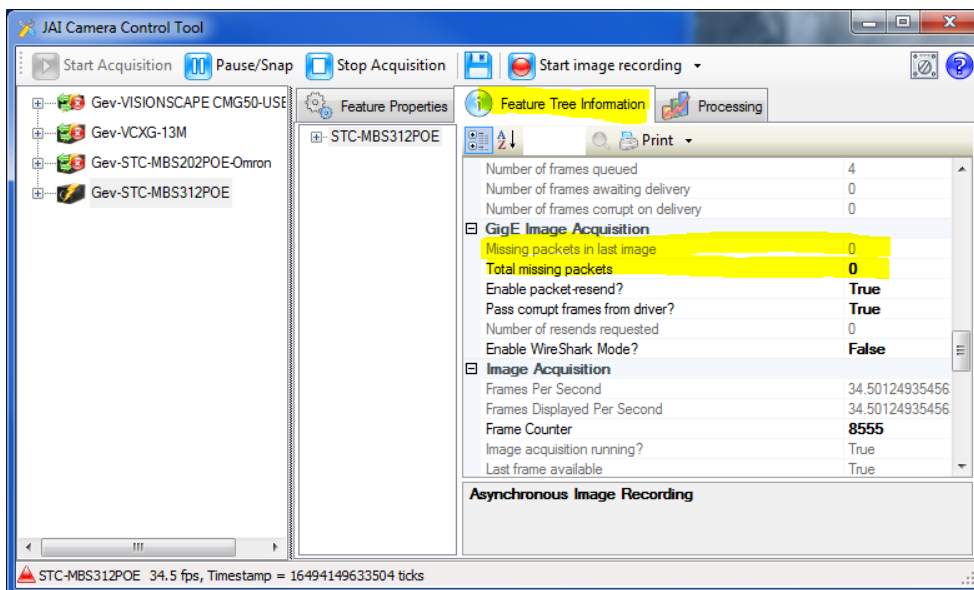 JAI Camera Control Tool
Start Acquisition Pause/Snap Stop Acquisition Start image recording
Gev-VISIONSCAPE CMG50-USE
Gev-VCXG-13M
Gev-STC-MBS202POE-Omron
Gev-STC-MBS312POE
Feature Properties Feature Tree Information Processing
STC-MBS312POE
Print
Number of frames queued 4
Number of frames awaiting delivery 0
Number of frames corrupt on delivery 0
GigE Image Acquisition
Missing packets in last image 0
Total missing packets 0
Enable packet-resend? True
Pass corrupt frames from driver? True
Number of resends requested 0
Enable WireShark Mode? False
Image Acquisition
Frames Per Second 34.50124935456
Frames Displayed Per Second 34.50124935456
Frame Counter 8555
Image acquisition running? True
Last frame available True
Asynchronous Image Recording
STC-MBS312POE 34.5 fps, Timestamp = 16494149633504 ticks